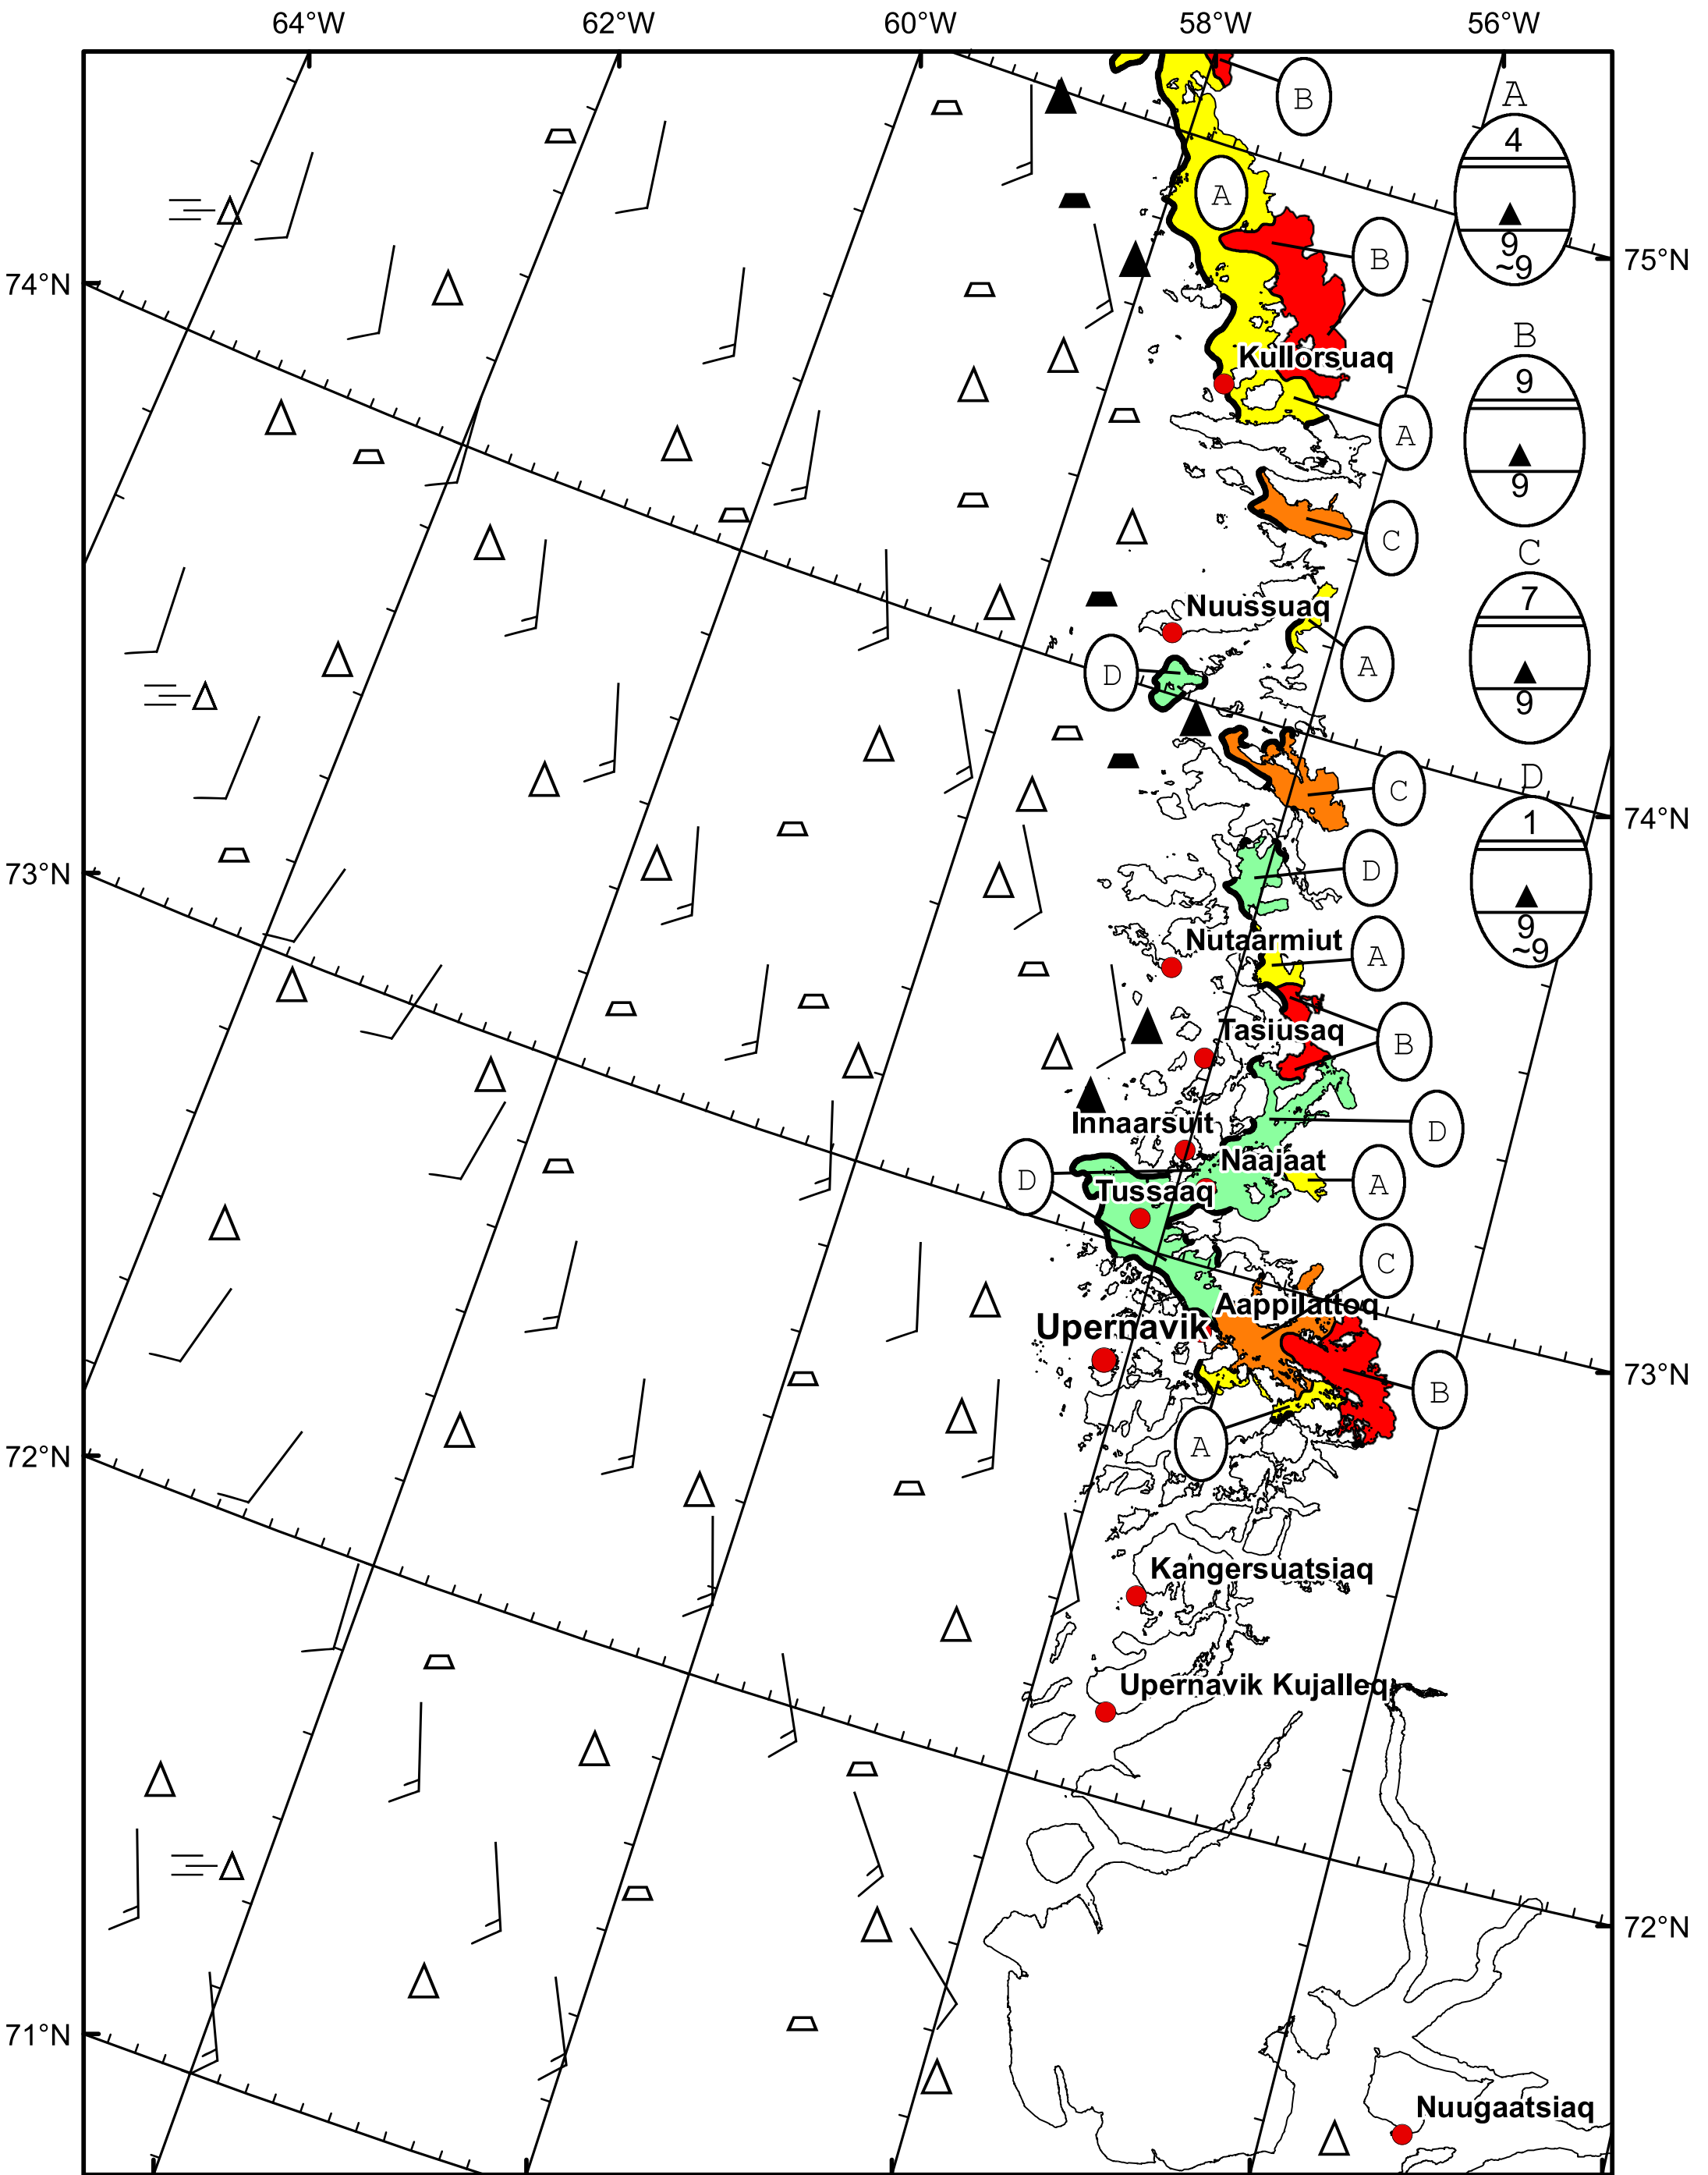 64°W 62°W 60°W 58°W 56°W
B
A
4
9
~9
A
75°N
B
74°N
B
9
9
Kullorsuaq
A
C
C
7
9
Nuussuaq
A
D
D
1
9
~9
C
74°N
D
73°N
Nutaarmiut
A
Tasiusaq
B
Innaarsuit
D
Naajaat
D
A
Tussaaq
C
Aappilattoq
Upernavik
73°N
B
A
72°N
Kangersuatsiaq
Upernavik Kujalleq
72°N
71°N
Nuugaatsiaq